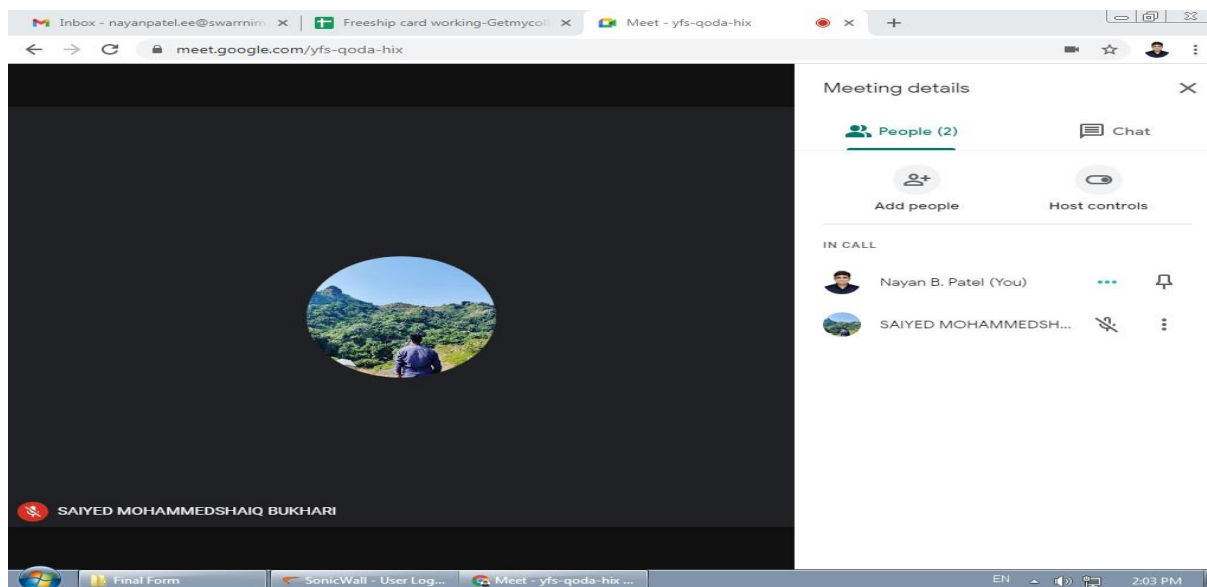 Inbox - nayanpatel.ee@swarrnim
Freeship card working-Getmycoll
Meet - yfs-qoda-hix
meet.google.com/yfs-qoda-hix
Meeting details
People (2)
Chat
Add people
Host controls
IN CALL
Nayan B. Patel (You)
SAIYED MOHAMMEDSH...
SAIYED MOHAMMEDSHAIQ BUKHARI
Final Form
SonicWall - User Log...
Meet - yfs-qoda-hix ...
EN
2:03 PM